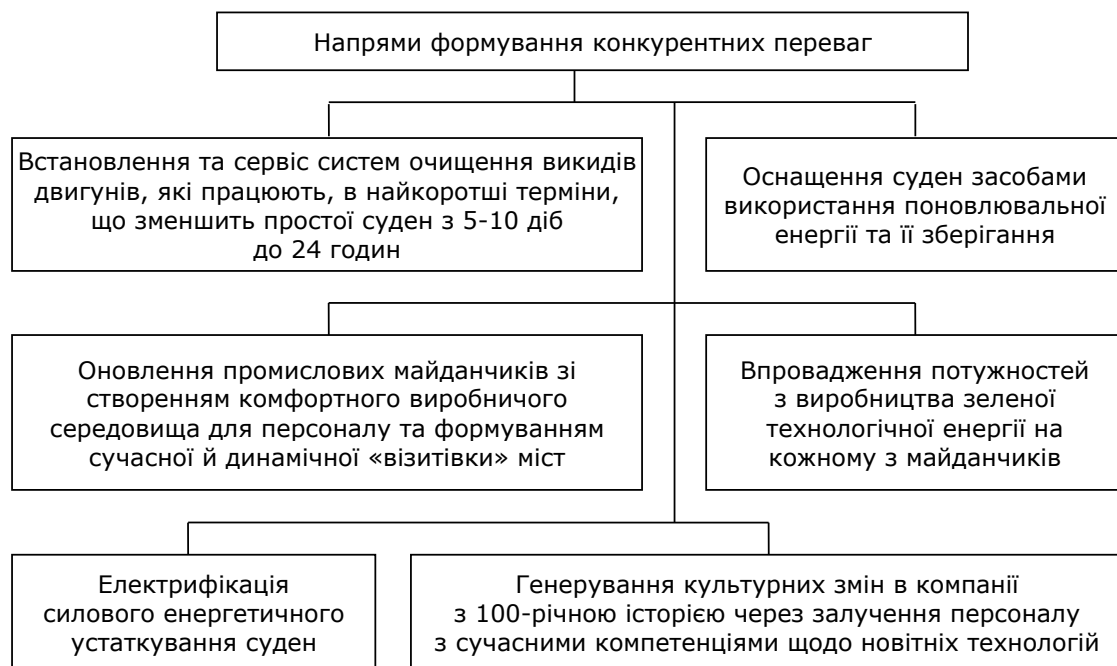 Напрями формування конкурентних переваг
Встановлення та сервіс систем очищення викидів
двигунів, які працюють, в найкоротші терміни,
що зменшить простої суден з 5-10 діб
до 24 годин
Оснащення суден засобами
використання поновлювальної
енергії та її зберігання
Оновлення промислових майданчиків зі
створенням комфортного виробничого
середовища для персоналу та формуванням
сучасної й динамічної «візитівки» міст
Впровадження потужностей
з виробництва зеленої
технологічної енергії на
кожному з майданчиків
Електрифікація
силового енергетичного
устаткування суден
Генерування культурних змін в компанії
з 100-річною історією через залучення персоналу
з сучасними компетенціями щодо новітніх технологій